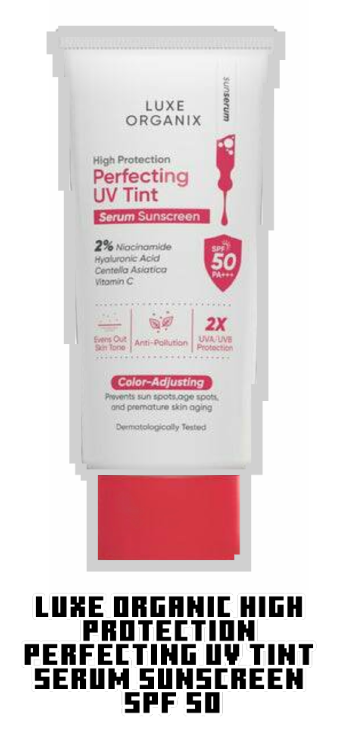 sunserum
LUXE
ORGANIX
High Protection
Perfecting
UV Tint
Serum Sunscreen
2% Niacinamide
Hyaluronic Acid
Centella Asiatica
Vitamin C
SPF
50
PA+++
Evens Out
Skin Tone
Anti-Pollution
2X
UVA/UVB
Protection
Color-Adjusting
Prevents sun spots,age spots,
and premature skin aging
Dermatologically Tested
LUXE ORGANIC HIGH
PROTECTION
PERFECTING UV TINT
SERUM SUNSCREEN
SPF 50